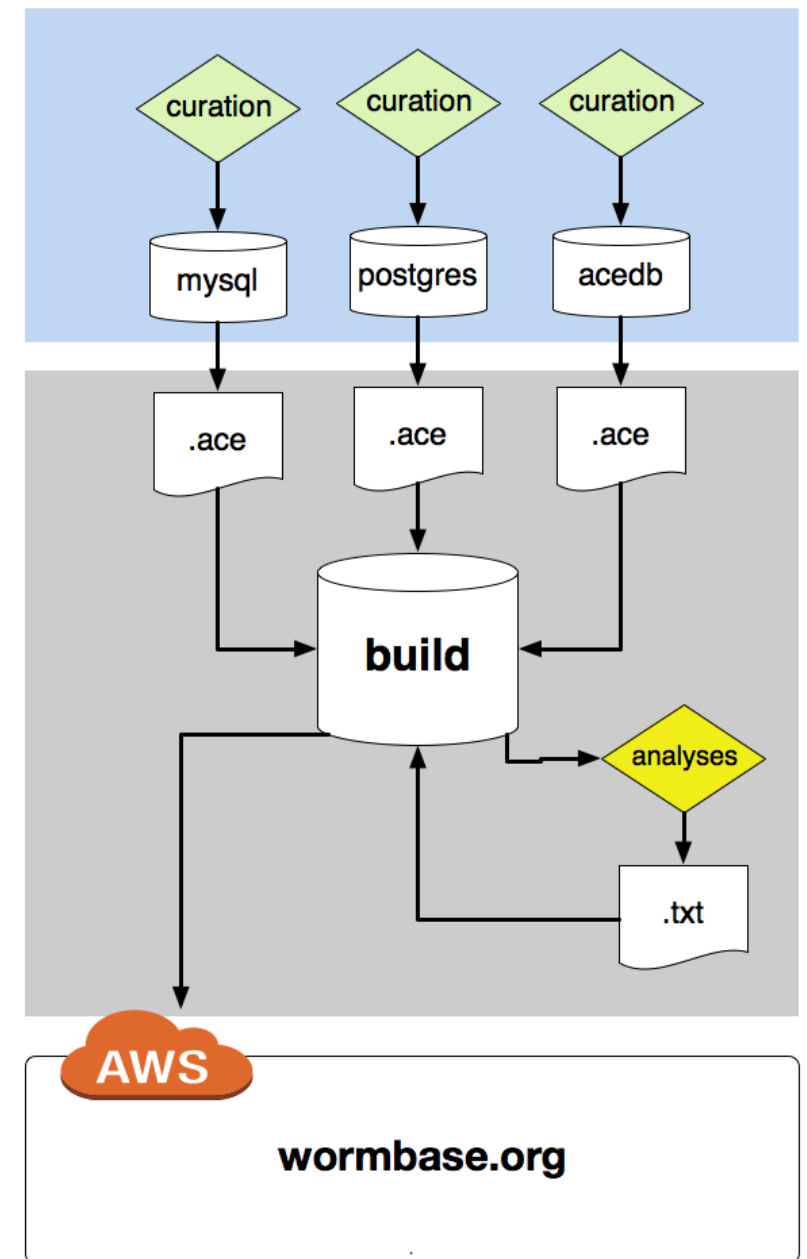 curation
curation
curation
mysql
postgres
acedb
.ace
.ace
.ace
build
analyses
.txt
AWS
wormbase.org